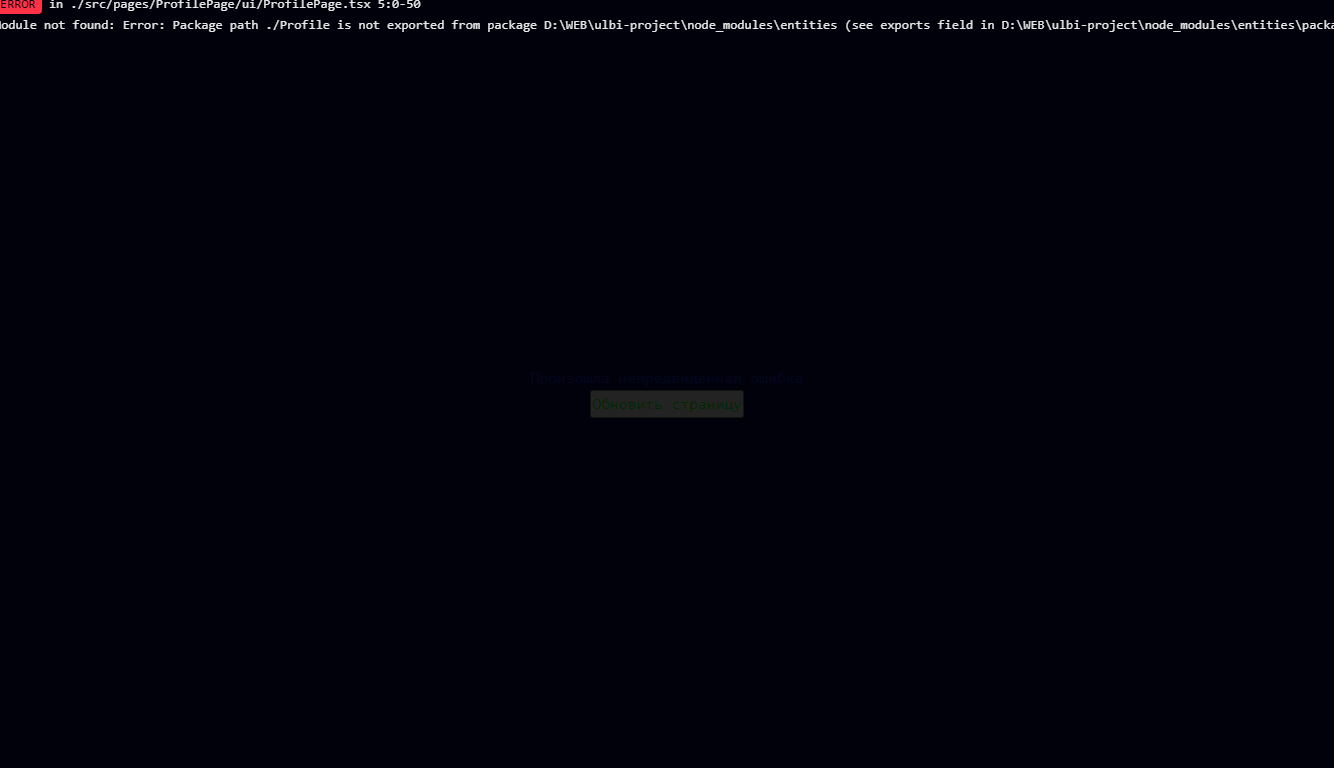 ERROR in ./src/pages/ProfilePage/ui/ProfilePage.tsx 5:0-50
Module not found: Error: Package path ./Profile is not exported from package D:\WEB\ulbi-project\node_modules\entities (see exports field in D:\WEB\ulbi-project\node_modules\entities\packa
Произошла непредвиденная ошибка
Обновить страницу